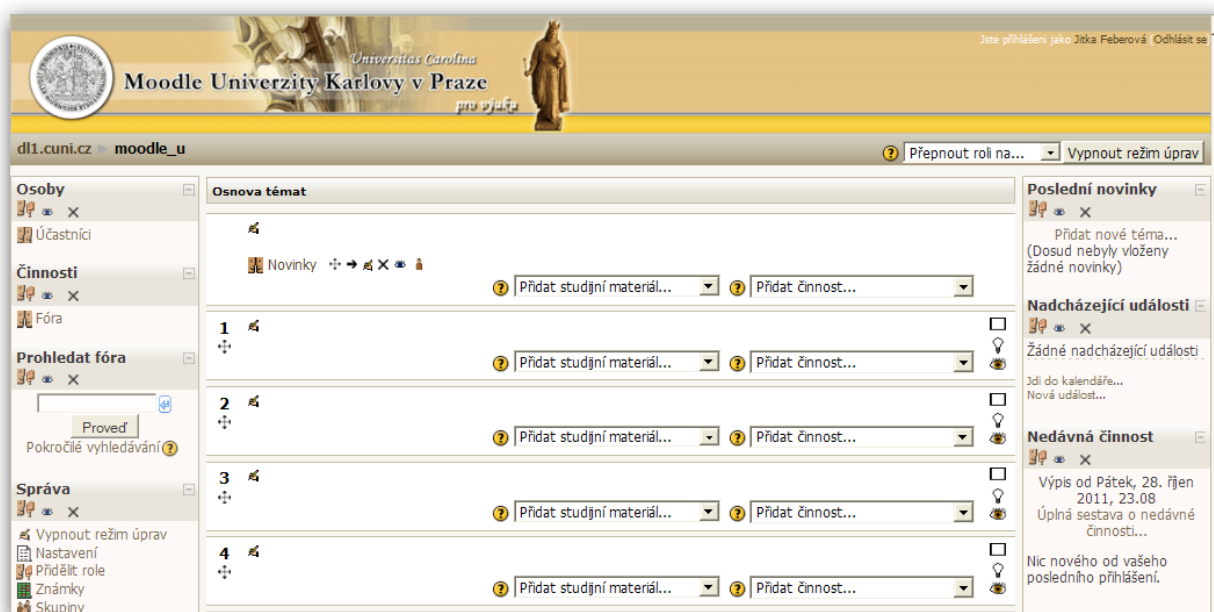 Jste přihlášeni jako Jitka Feberová (Odhlásit se
Universitas Carolina
Moodle Univerzity Karlovy v Praze
pro výuku
dl1.cuni.cz ► moodle_u
Přepnout roli na...
Vypnout režim úprav
Osoby
Účastníci
Činnosti
Fóra
Prohledat fóra
Proveď
Pokročilé vyhledávání
Správa
Vypnout režim úprav
Nastavení
Přidělit role
Známky
Skupiny
Osnova témat
Novinky
Přidat studijní materiál... Přidat činnost...
1
Přidat studijní materiál... Přidat činnost...
2
Přidat studijní materiál... Přidat činnost...
3
Přidat studijní materiál... Přidat činnost...
4
Přidat studijní materiál... Přidat činnost...
Poslední novinky
Přidat nové téma...
(Dosud nebyly vloženy
žádné novinky)
Nadcházející události
Žádné nadcházející události
Jdi do kalendáře...
Nová událost...
Nedávná činnost
Výpis od Pátek, 28. říjen
2011, 23.08
Úplná sestava o nedávné
činnosti...
Nic nového od vašeho
posledního přihlášení.